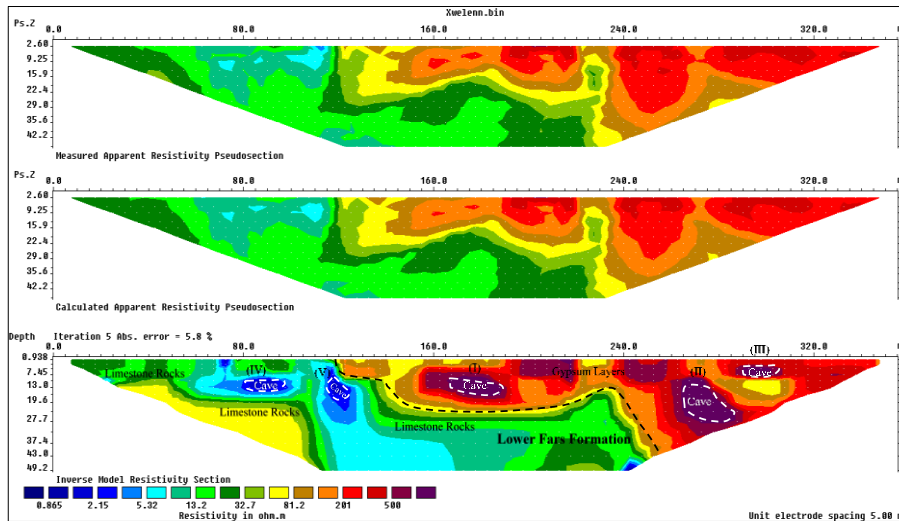 Xwelenn.bin
Ps.Z 0.0 80.0 160.0 240.0 320.0 m
2.60
9.25
15.9
22.4
29.0
35.6
42.2
Measured Apparent Resistivity Pseudosection
Ps.Z 0.0 80.0 160.0 240.0 320.0 m
2.60
9.25
15.9
22.4
29.0
35.6
42.2
Calculated Apparent Resistivity Pseudosection
Depth Iteration 5 Abs. error = 5.8 %
0.0 80.0 160.0 240.0 320.0 m
(III)
0.938
7.45 Limestone Rocks (IV) (V) (I) Gypsum Layers (II)
13.0 Cave Cave Cave Cave
19.6
27.7 Limestone Rocks Limestone Rocks
37.4 Lower Fars Formation
43.0
49.2
Inverse Model Resistivity Section
0.865 2.15 5.32 13.2 32.7 81.2 201 500
Resistivity in ohm.m Unit electrode spacing 5.00 m